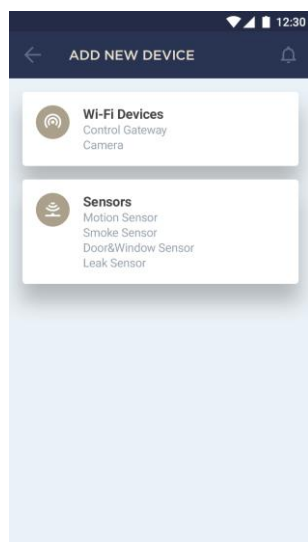 12:30
ADD NEW DEVICE
Wi-Fi Devices
Control Gateway
Camera
Sensors
Motion Sensor
Smoke Sensor
Door&Window Sensor
Leak Sensor